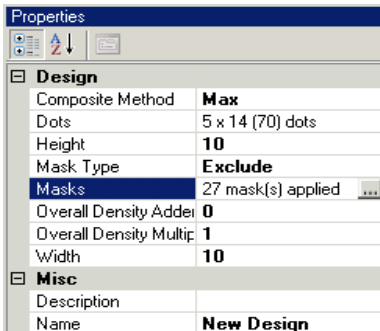 Properties
Design
Composite Method Max
Dots 5 x 14 (70) dots
Height 10
Mask Type Exclude
Masks 27 mask(s) applied ...
Overall Density Adder 0
Overall Density Multip 1
Width 10
Misc
Description
Name New Design